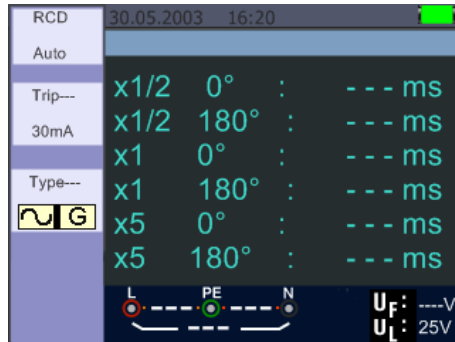 RCD
30.05.2003 16:20
Auto
Trip---
30mA
Type---
G
x1/2 0° : - - - ms
x1/2 180° : - - - ms
x1 0° : - - - ms
x1 180° : - - - ms
x5 0° : - - - ms
x5 180° : - - - ms
L PE N
UF: ----V
UL: 25V